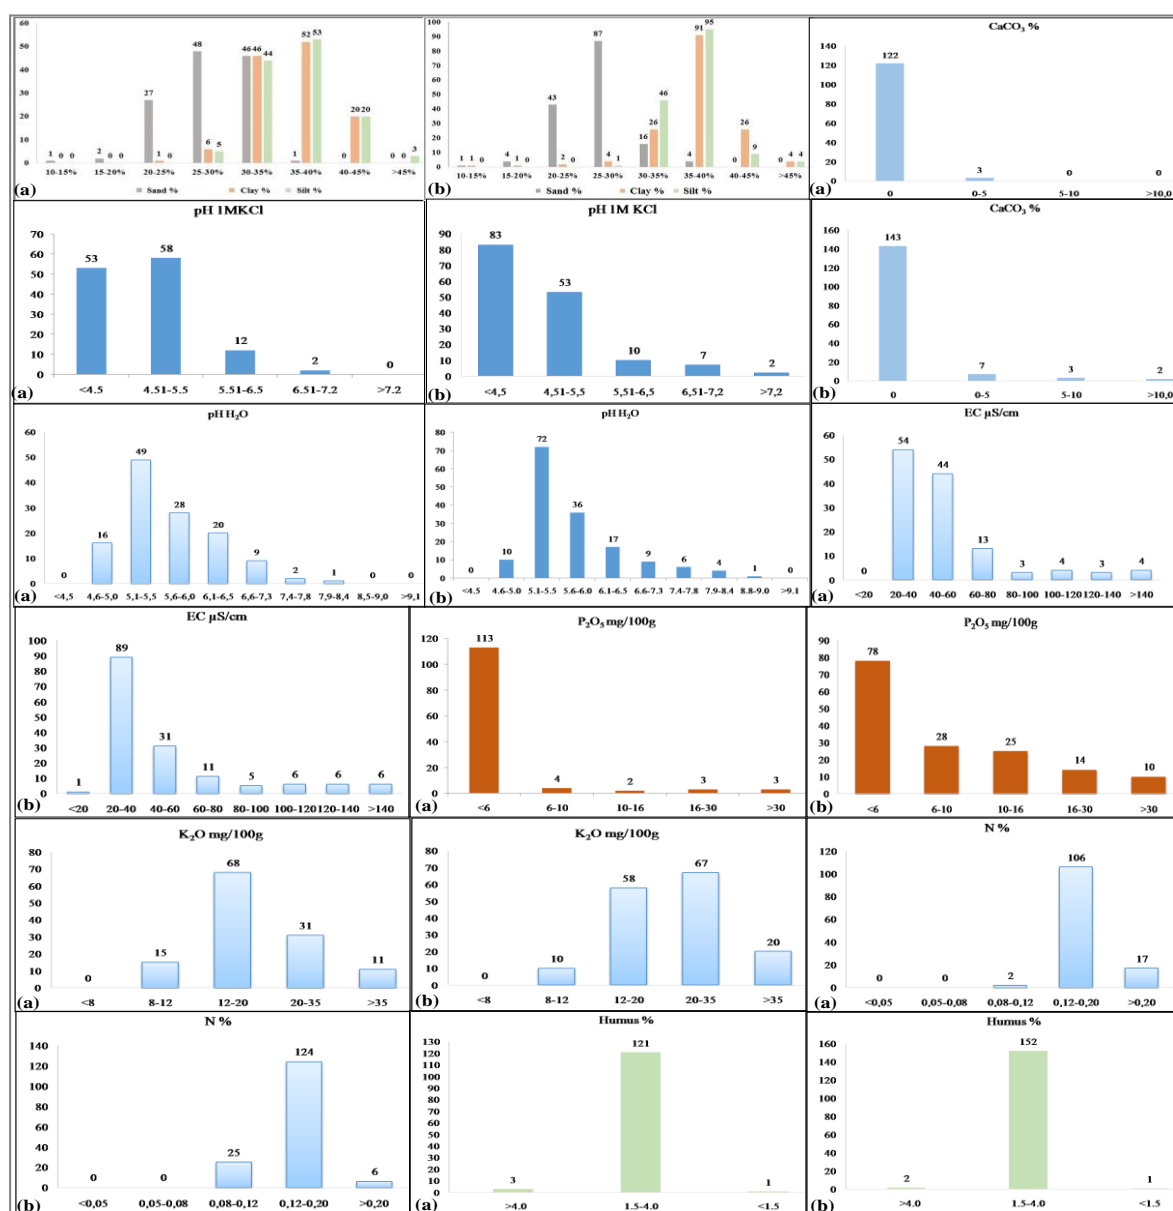 60
50
40
30
20
10
0
1 0 0
2 0 0
27 1 0
48 6 5
46 46 44
1 52 53
0 20 20
0 0 3
10-15% 15-20% 20-25% 25-30% 30-35% 35-40% 40-45% >45%
(a)
Sand % Clay % Silt %
100
90
80
70
60
50
40
30
20
10
0
1 1 0
4 1 0
43 2 0
87 4 1
16 26 46
4 91 95
0 26 9
0 4 4
10-15% 15-20% 20-25% 25-30% 30-35% 35-40% 40-45% >45%
(b)
Sand % Clay % Silt %
CaCO₃ %
140
120
100
80
60
40
20
0
122 3 0 0
0 0-5 5-10 >10,0
(a)
pH 1MKCl
70
60
50
40
30
20
10
0
53 58 12 2 0
<4.5 4.51-5.5 5.51-6.5 6.51-7.2 >7.2
(a)
pH 1M KCl
90
80
70
60
50
40
30
20
10
0
83 53 10 7 2
<4,5 4,51-5,5 5,51-6,5 6,51-7,2 >7,2
(b)
CaCO₃ %
160
140
120
100
80
60
40
20
0
143 7 3 2
0 0-5 5-10 >10,0
(b)
pH H₂O
60
50
40
30
20
10
0
0 16 49 28 20 9 2 1 0 0
<4,5 4,6-5,0 5,1-5,5 5,6-6,0 6,1-6,5 6,6-7,3 7,4-7,8 7,9-8,4 8,5-9,0 >9,1
(a)
pH H₂O
80
70
60
50
40
30
20
10
0
0 10 72 36 17 9 6 4 1 0
<4.5 4.6-5.0 5.1-5.5 5.6-6.0 6.1-6.5 6.6-7.3 7.4-7.8 7.9-8.4 8.8-9.0 >9.1
(b)
EC µS/cm
60
50
40
30
20
10
0
0 54 44 13 3 4 3 4
<20 20-40 40-60 60-80 80-100 100-120 120-140 >140
(a)
EC µS/cm
100
90
80
70
60
50
40
30
20
10
0
1 89 31 11 5 6 6 6
<20 20-40 40-60 60-80 80-100 100-120 120-140 >140
(b)
P₂O₅ mg/100g
120
100
80
60
40
20
0
113 4 2 3 3
<6 6-10 10-16 16-30 >30
(a)
P₂O₅ mg/100g
90
80
70
60
50
40
30
20
10
0
78 28 25 14 10
<6 6-10 10-16 16-30 >30
(b)
K₂O mg/100g
80
70
60
50
40
30
20
10
0
0 15 68 31 11
<8 8-12 12-20 20-35 >35
(a)
K₂O mg/100g
80
70
60
50
40
30
20
10
0
0 10 58 67 20
<8 8-12 12-20 20-35 >35
(b)
N %
120
100
80
60
40
20
0
0 0 2 106 17
<0,05 0,05-0,08 0,08-0,12 0,12-0,20 >0,20
(a)
N %
140
120
100
80
60
40
20
0
0 0 25 124 6
<0,05 0,05-0,08 0,08-0,12 0,12-0,20 >0,20
(b)
Humus %
130
120
110
100
90
80
70
60
50
40
30
20
10
0
3 121 1
>4.0 1.5-4.0 <1.5
(a)
Humus %
160
140
120
100
80
60
40
20
0
2 152 1
>4.0 1.5-4.0 <1.5
(b)